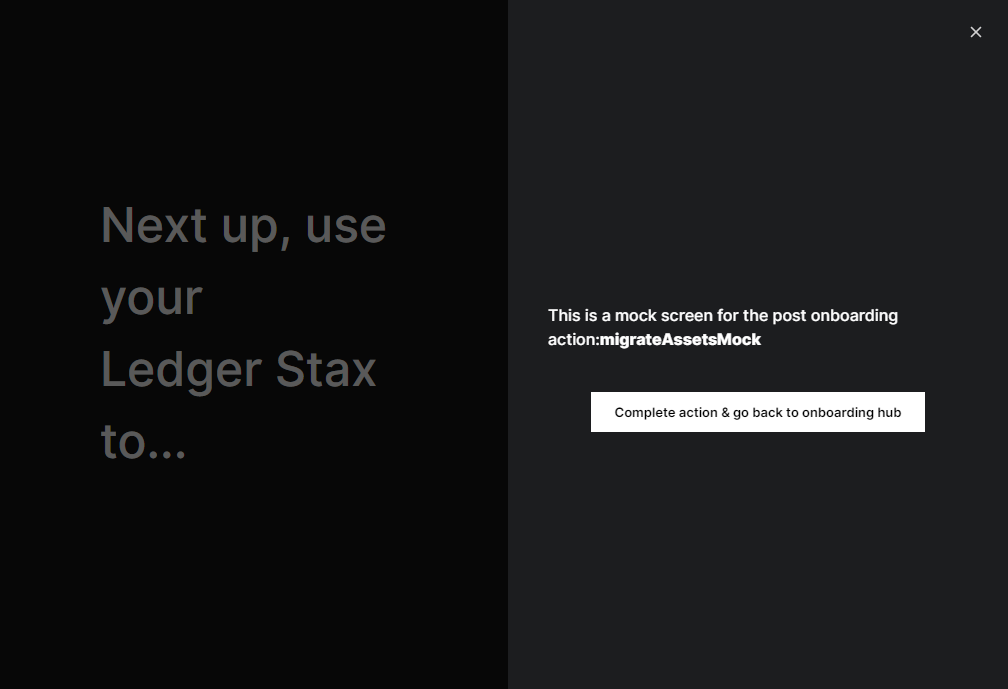 Next up, use
your
Ledger Stax
to...
This is a mock screen for the post onboarding
action:migrateAssetsMock
Complete action & go back to onboarding hub